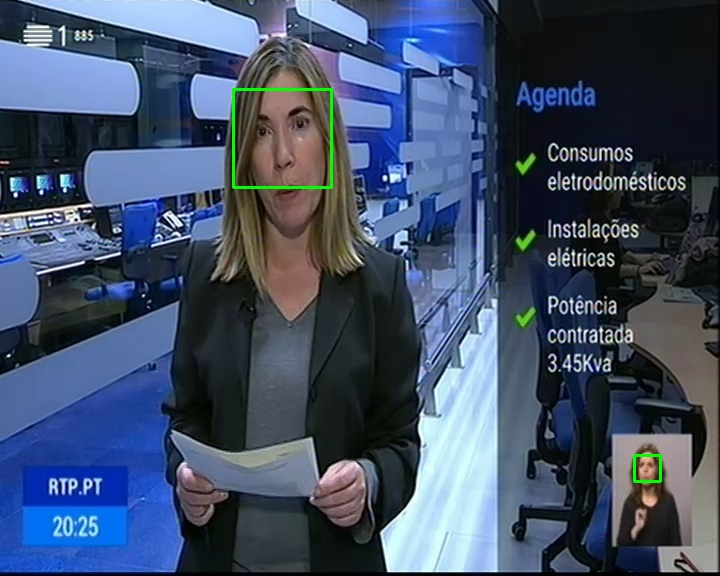 1
885
Agenda
Consumos
eletrodomésticos
Instalações
elétricas
Potência
contratada
3.45Kva
RTP.PT
20:25